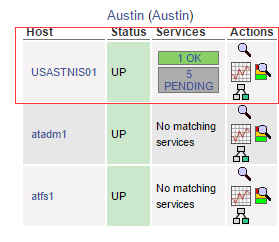 Austin (Austin)
Host Status Services Actions
USASTNIS01 UP 1 OK
5
PENDING
atadm1 UP No matching
services
atfs1 UP No matching
services